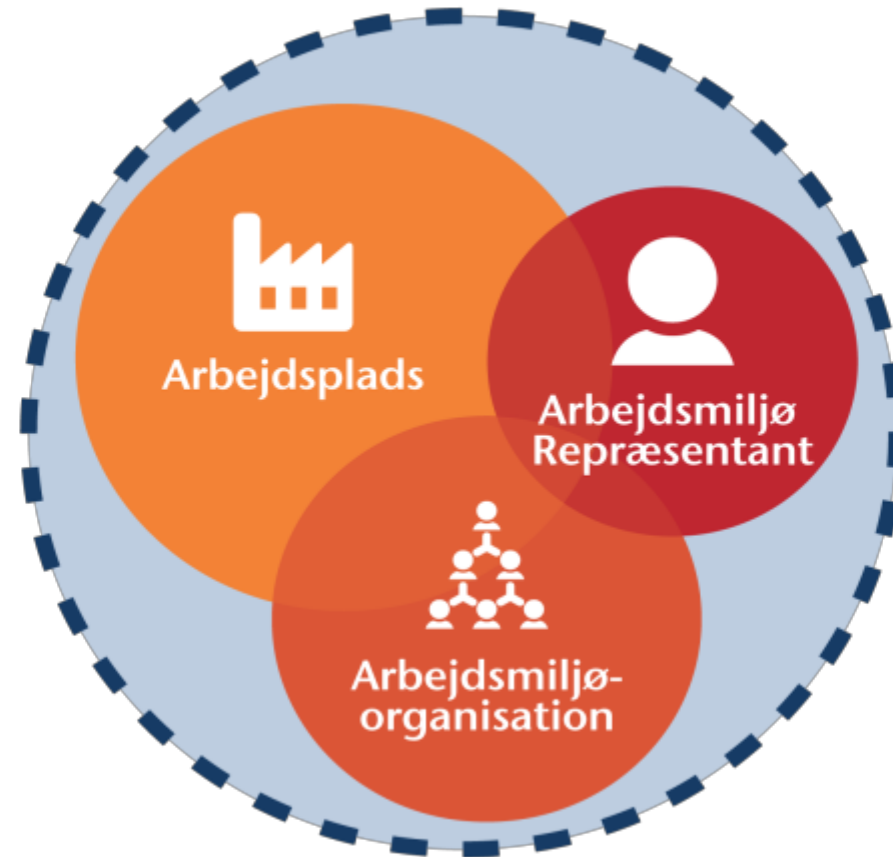 Arbejdsplads
Arbejdsmiljø
Repræsentant
Arbejdsmiljø-
organisation